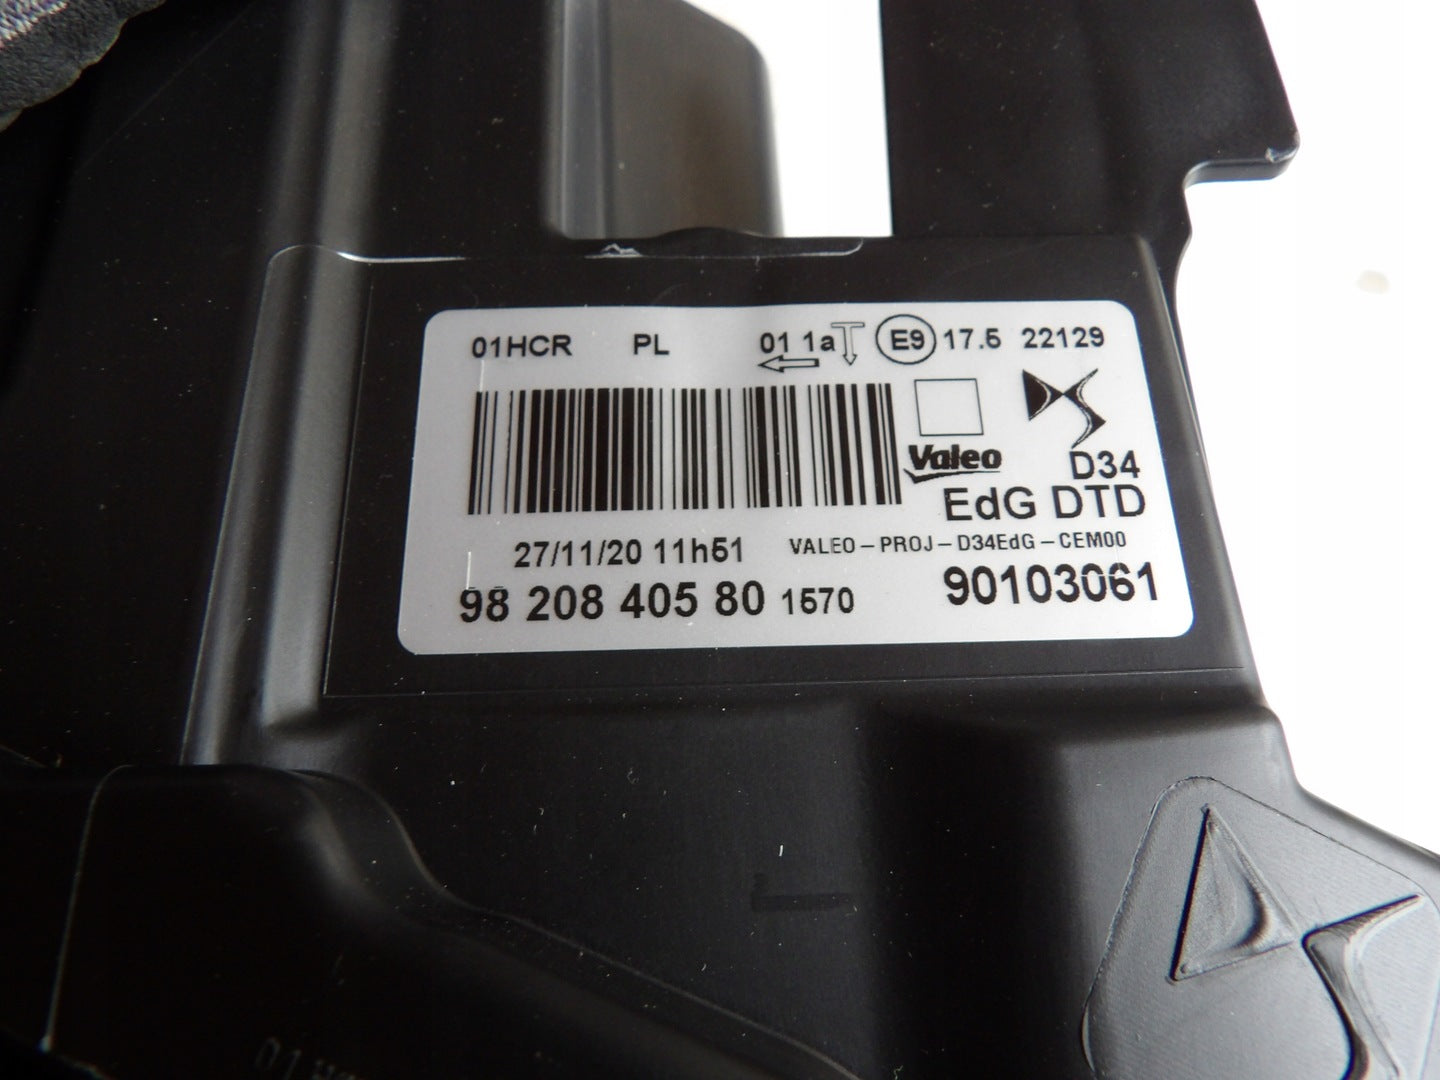 01HCR PL 01 1a E9 17.5 22129
Valeo
D34
EdG DTD
27/11/20 11h51 VALEO-PROJ-D34EdG-CEM00
98 208 405 80 1570 90103061